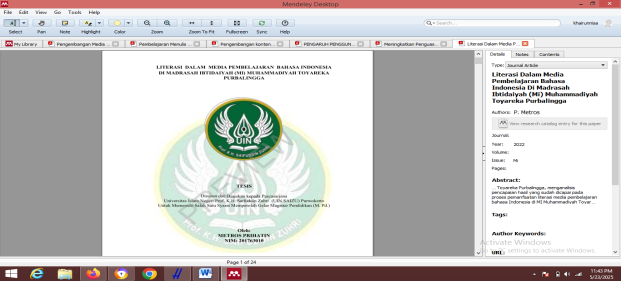 Mendeley Desktop
File Edit View Go Tools Help
Search...
khairunnisa
Select Pan Note Highlight Color Zoom Zoom To Fit Fullscreen Sync Help
My Library
Pengembangan Media ...
Pembelajaran Menulis ...
Pengembangan konten...
PENGARUH PENGGUN...
Meningkatkan Penguas...
Literasi Dalam Media P...
LITERASI DALAM MEDIA PEMBELAJARAN BAHASA INDONESIA
DI MADRASAH IBTIDAIYAH (MI) MUHAMMADIYAH TOYAREKA
PURBALINGGA
UIN
TESIS
Disusun dan Diajukan kepada Pascasarjana
Universitas Islam Negeri Prof. K.H. Saifuddin Zuhri (UIN SAIZU) Purwokerto
Untuk Memenuhi Salah Satu Syarat Memperoleh Gelar Magister Pendidikan (M. Pd.)
Oleh:
METROS PRIHATIN
NIM: 201763010
Page 1 of 24
Details Notes Contents
Type: Journal Article
Literasi Dalam Media
Pembelajaran Bahasa
Indonesia Di Madrasah
Ibtidaiyah (Mi) Muhammadiyah
Toyareka Purbalingga
Authors: P. Metros
View research catalog entry for this paper
Journal:
Year: 2022
Volume:
Issue: Mi
Pages:
Abstract:
... Toyareka Purbalingga, menganalisis
pencapaian hasil yang sudah dicapai pada
proses pemanfaatan literasi media pembelajaran
bahasa Indonesia di MI Muhammadiyah Toyar ...
Tags:
Author Keywords:
Activate Windows
settings to activate Windows.
URL:
11:43 PM
5/23/2025